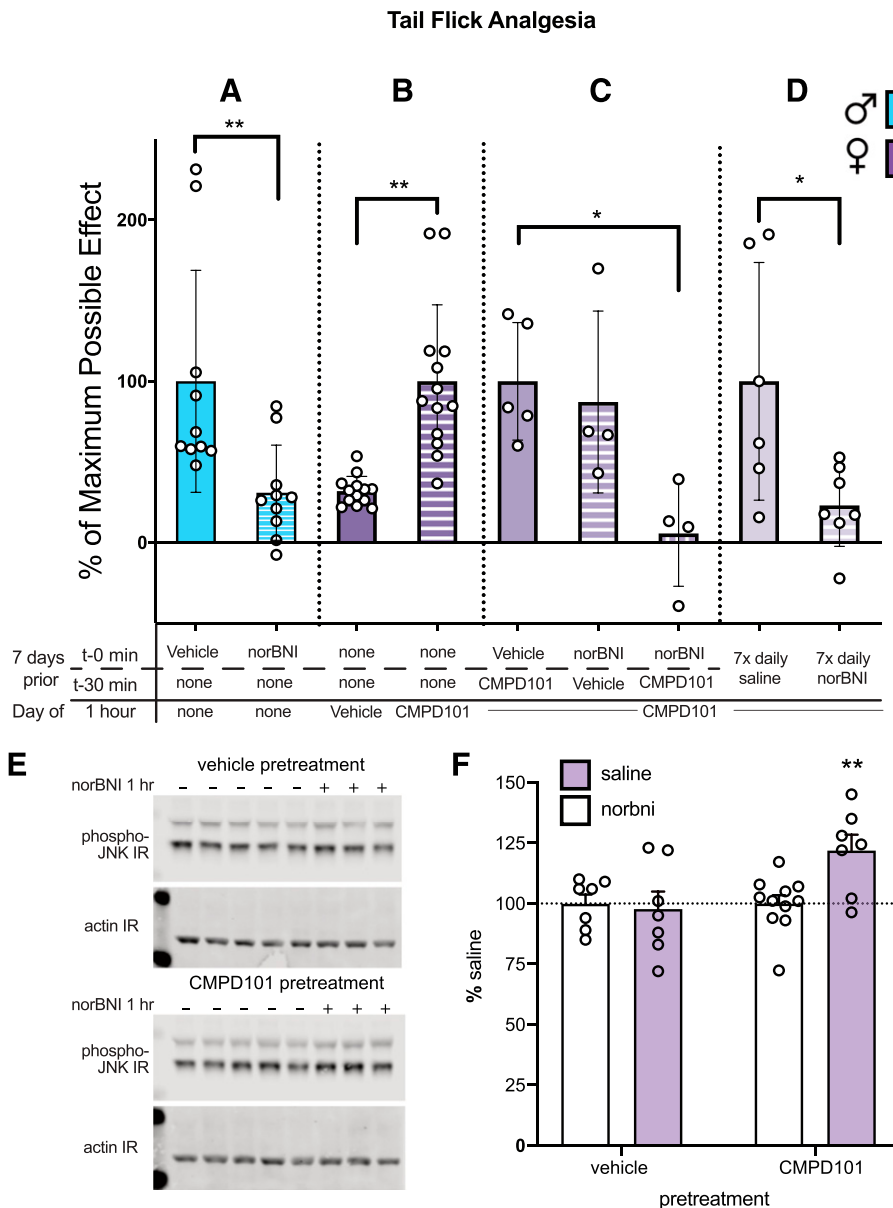 Tail Flick Analgesia
A B C D
♂
♀
** ** * *
% of Maximum Possible Effect
200
100
0
7 days prior
t-0 min Vehicle norBNI none none Vehicle norBNI norBNI 7x daily saline 7x daily norBNI
t-30 min none none none none CMPD101 Vehicle CMPD101
Day of 1 hour none none Vehicle CMPD101 CMPD101
E
vehicle pretreatment
norBNI 1 hr – – – – – + + +
phospho-
JNK IR
actin IR
CMPD101 pretreatment
norBNI 1 hr – – – – – + + +
phospho-
JNK IR
actin IR
F
saline
norbni
**
% saline
150
125
100
75
50
25
0
vehicle CMPD101
pretreatment